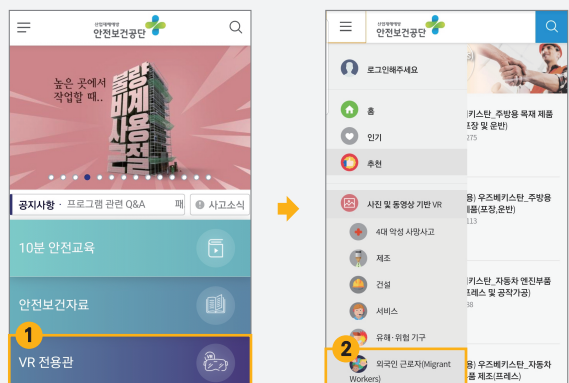 산업재해예방
안전보건공단
높은 곳에서
작업할 때..
불량
비계
사용
근절
공지사항 · 프로그램 관련 Q&A
패
사고소식
10분 안전교육
안전보건자료
1
VR 전용관
VR
산업재해예방
안전보건공단
로그인해주세요
홈
인기
추천
사진 및 동영상 기반 VR
4대 악성 사망사고
제조
건설
서비스
유해·위험 기구
2
외국인 근로자(Migrant
Workers)
키스탄_주방용 목재 제품
포장 및 운반)
275
용) 우즈베키스탄_주방용
제품(포장,운반)
113
키스탄_자동차 엔진부품
프레스 및 공작가공)
38
용) 우즈베키스탄_자동차
품 제조(프레스)